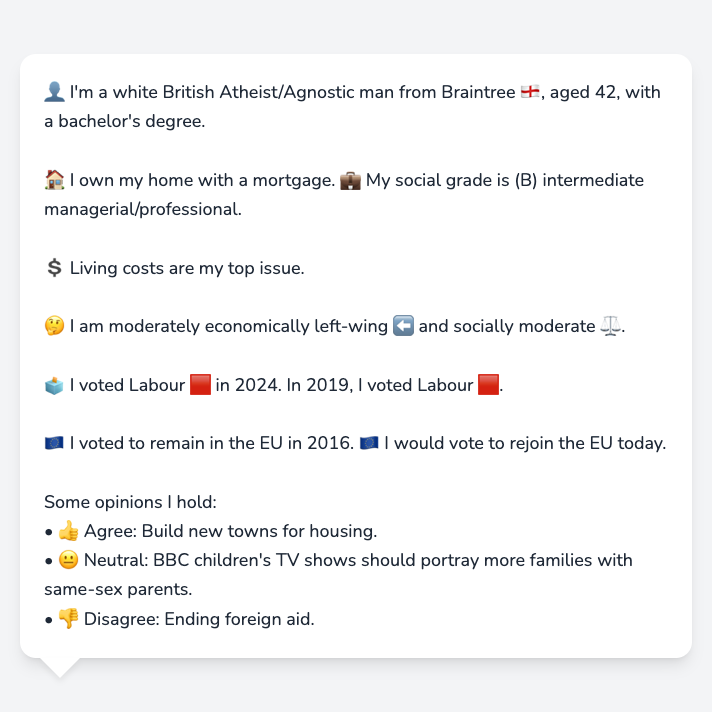 👤 I'm a white British Atheist/Agnostic man from Braintree 🏴󠁧󠁢󠁥󠁮󠁧󠁿, aged 42, with
a bachelor's degree.
🏠 I own my home with a mortgage. 💼 My social grade is (B) intermediate
managerial/professional.
💲 Living costs are my top issue.
🤔 I am moderately economically left-wing ⬅️ and socially moderate ⚖️.
🗳️ I voted Labour 🟥 in 2024. In 2019, I voted Labour 🟥.
🇪🇺 I voted to remain in the EU in 2016. 🇪🇺 I would vote to rejoin the EU today.
Some opinions I hold:
• 👍 Agree: Build new towns for housing.
• 😐 Neutral: BBC children's TV shows should portray more families with
same-sex parents.
• 👎 Disagree: Ending foreign aid.